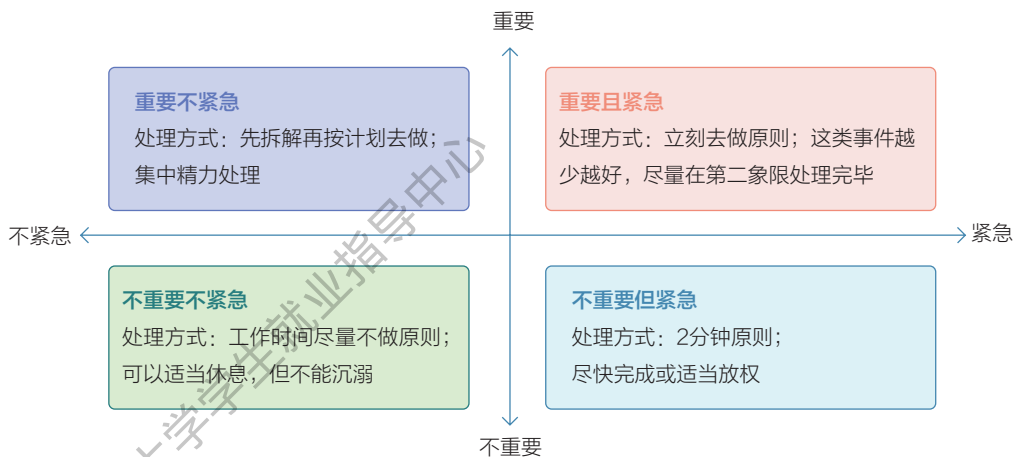 重要
重要不紧急
处理方式：先拆解再按计划去做；
集中精力处理
重要且紧急
处理方式：立刻去做原则；这类事件越
少越好，尽量在第二象限处理完毕
不紧急
紧急
不重要不紧急
处理方式：工作时间尽量不做原则；
可以适当休息，但不能沉溺
不重要但紧急
处理方式：2分钟原则；
尽快完成或适当放权
不重要
大学学生就业指导中心